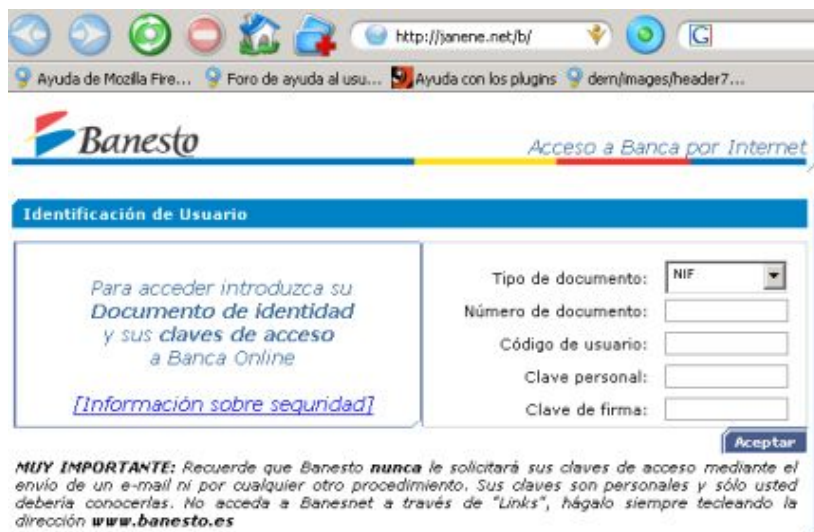 http://janene.net/b/
G
Ayuda de Mozilla Fire... Foro de ayuda al usu... Ayuda con los plugins dern/images/header7...
Banesto
Acceso a Banca por Internet
Identificación de Usuario
Para acceder introduzca su
Documento de identidad
y sus claves de acceso
a Banca Online
[Información sobre seguridad]
Tipo de documento: NIF
Número de documento:
Código de usuario:
Clave personal:
Clave de firma:
Aceptar
MUY IMPORTANTE: Recuerde que Banesto nunca le solicitará sus claves de acceso mediante el
envío de un e-mail ni por cualquier otro procedimiento. Sus claves son personales y sólo usted
debería conocerlas. No acceda a Banesnet a través de "Links", hágalo siempre tecleando la
dirección www.banesto.es